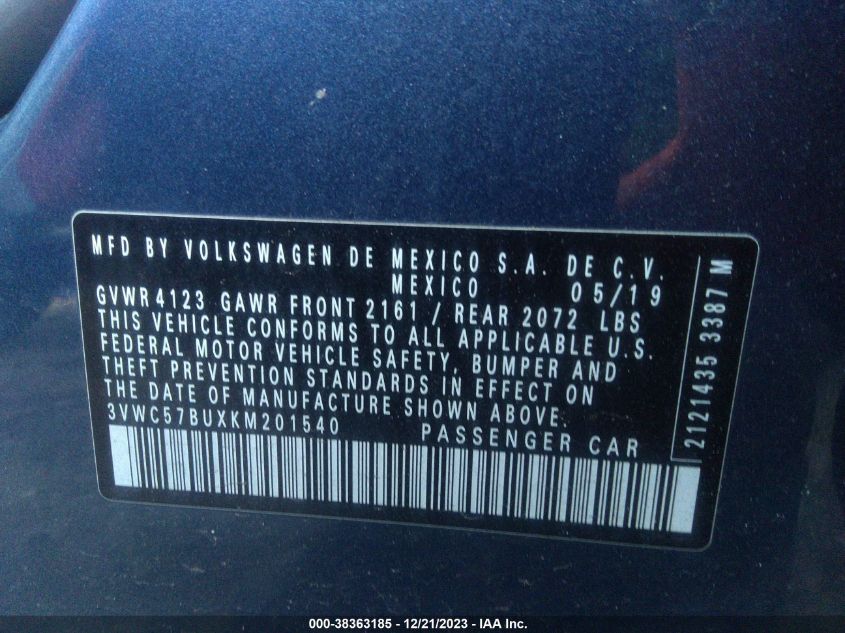 MFD BY VOLKSWAGEN DE MEXICO S.A. DE C.V.
MEXICO 05/19
GVWR 4123 GAWR FRONT 2161 / REAR 2072 LBS
THIS VEHICLE CONFORMS TO ALL APPLICABLE U.S.
FEDERAL MOTOR VEHICLE SAFETY, BUMPER AND
THEFT PREVENTION STANDARDS IN EFFECT ON
THE DATE OF MANUFACTURE SHOWN ABOVE.
3VWC57BUXKM201540 PASSENGER CAR
2121435 3387 M
000-38363185 - 12/21/2023 - IAA Inc.